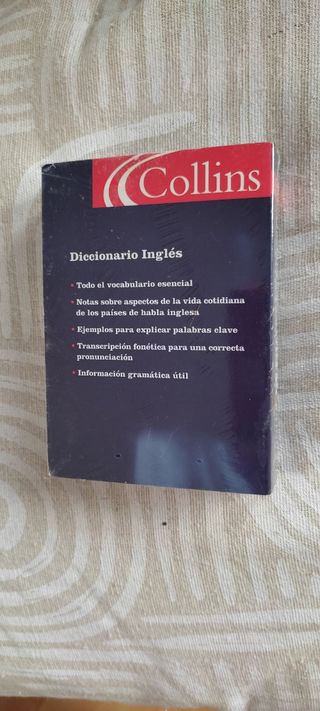 Collins
Diccionario Inglés
• Todo el vocabulario esencial
• Notas sobre aspectos de la vida cotidiana
de los países de habla inglesa
• Ejemplos para explicar palabras clave
• Transcripción fonética para una correcta
pronunciación
• Información gramática útil